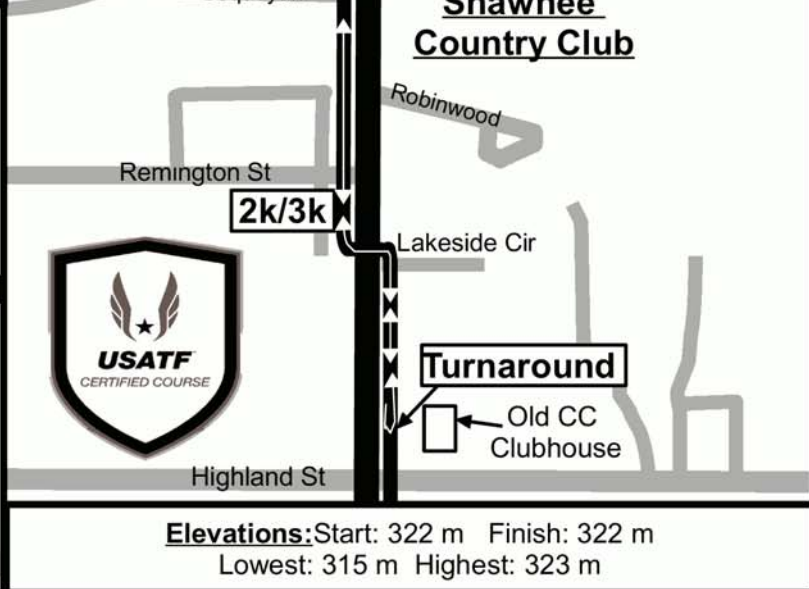 Shawnee
Country Club
Robinwood
Remington St
2k/3k
Lakeside Cir
USATF
CERTIFIED COURSE
Turnaround
Old CC
Clubhouse
Highland St
Elevations:Start: 322 m Finish: 322 m
Lowest: 315 m Highest: 323 m